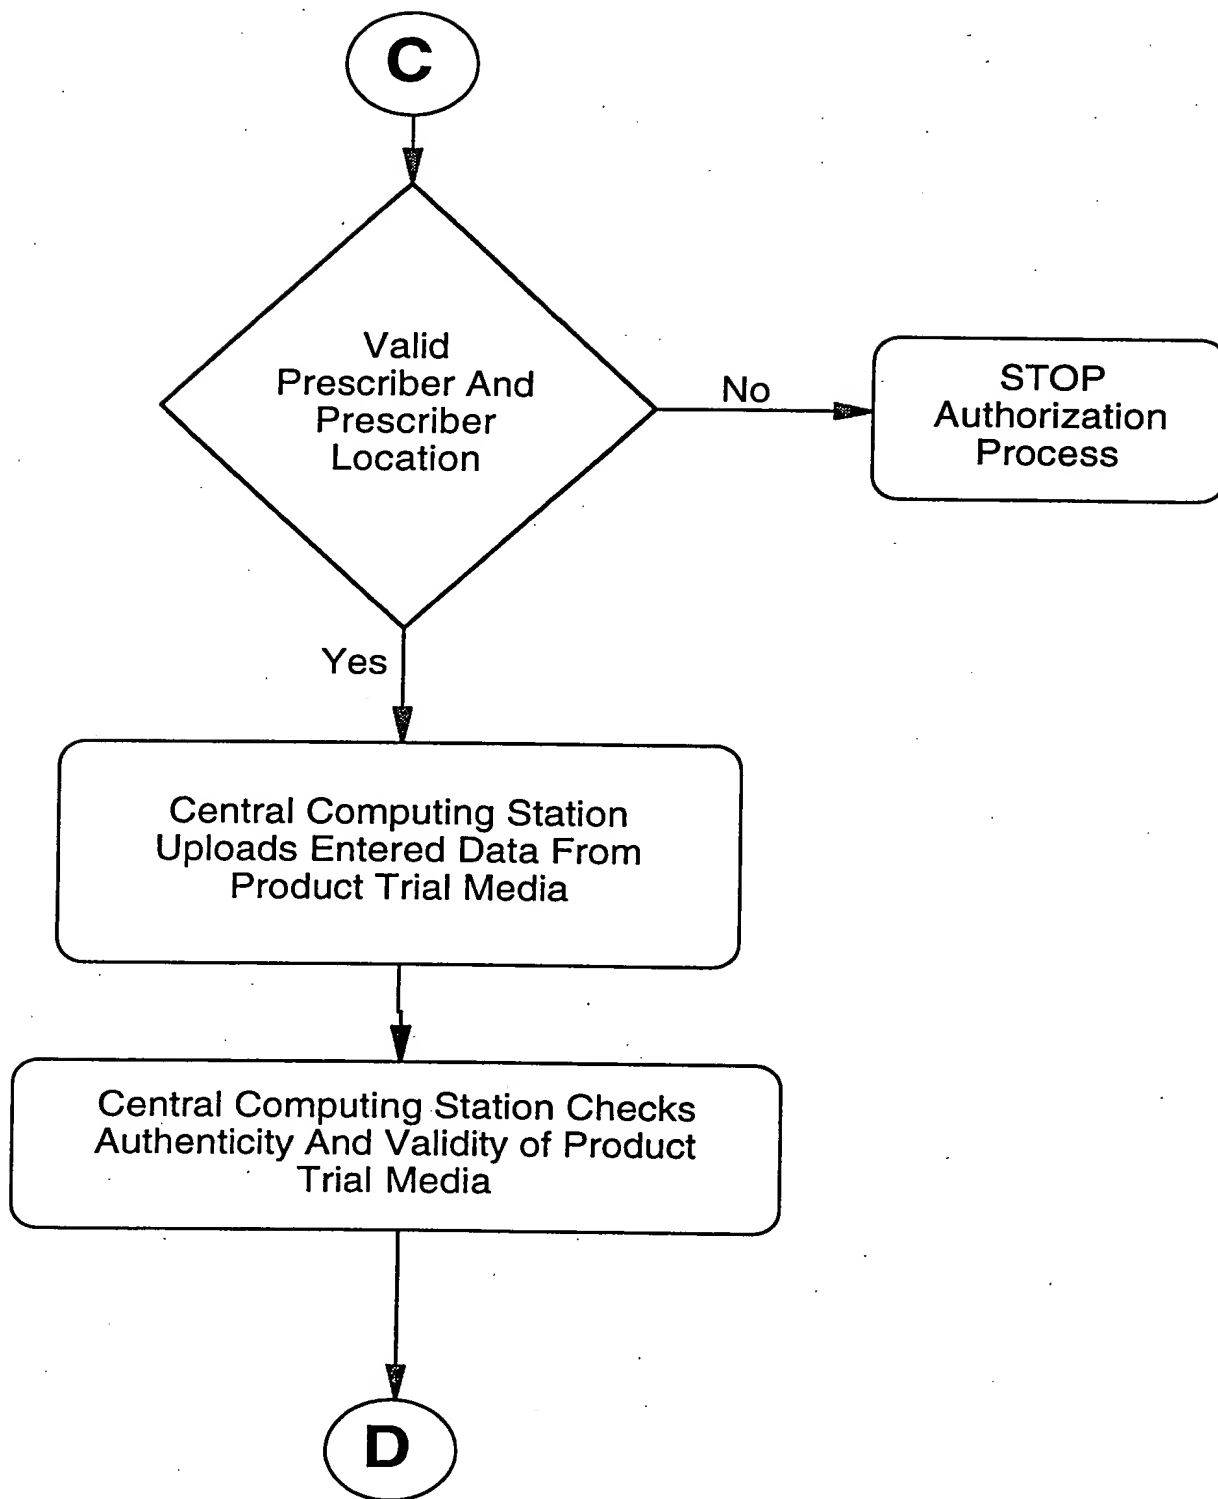 C
Valid
Prescriber And
Prescriber
Location
No
STOP
Authorization
Process
Yes
Central Computing Station
Uploads Entered Data From
Product Trial Media
Central Computing Station Checks
Authenticity And Validity of Product
Trial Media
D